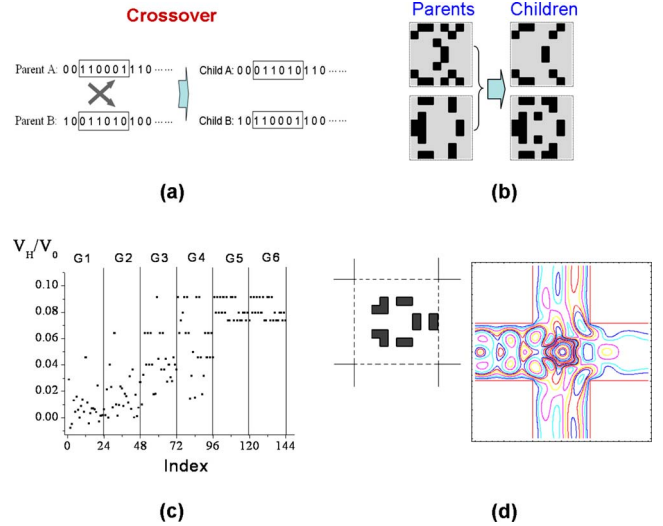 Crossover
Parent A: 0 0 1 1 0 0 0 1 1 1 0 ......
Child A: 0 0 0 1 1 0 1 0 1 1 0 ......
Parent B: 1 0 0 1 1 0 1 0 1 0 0 ......
Child B: 1 0 1 1 0 0 0 1 1 0 0 ......
(a)
Parents Children
(b)
V_H/V_0
G1 G2 G3 G4 G5 G6
0.10
0.08
0.06
0.04
0.02
0.00
0 24 48 72 96 120 144
Index
(c)
(d)